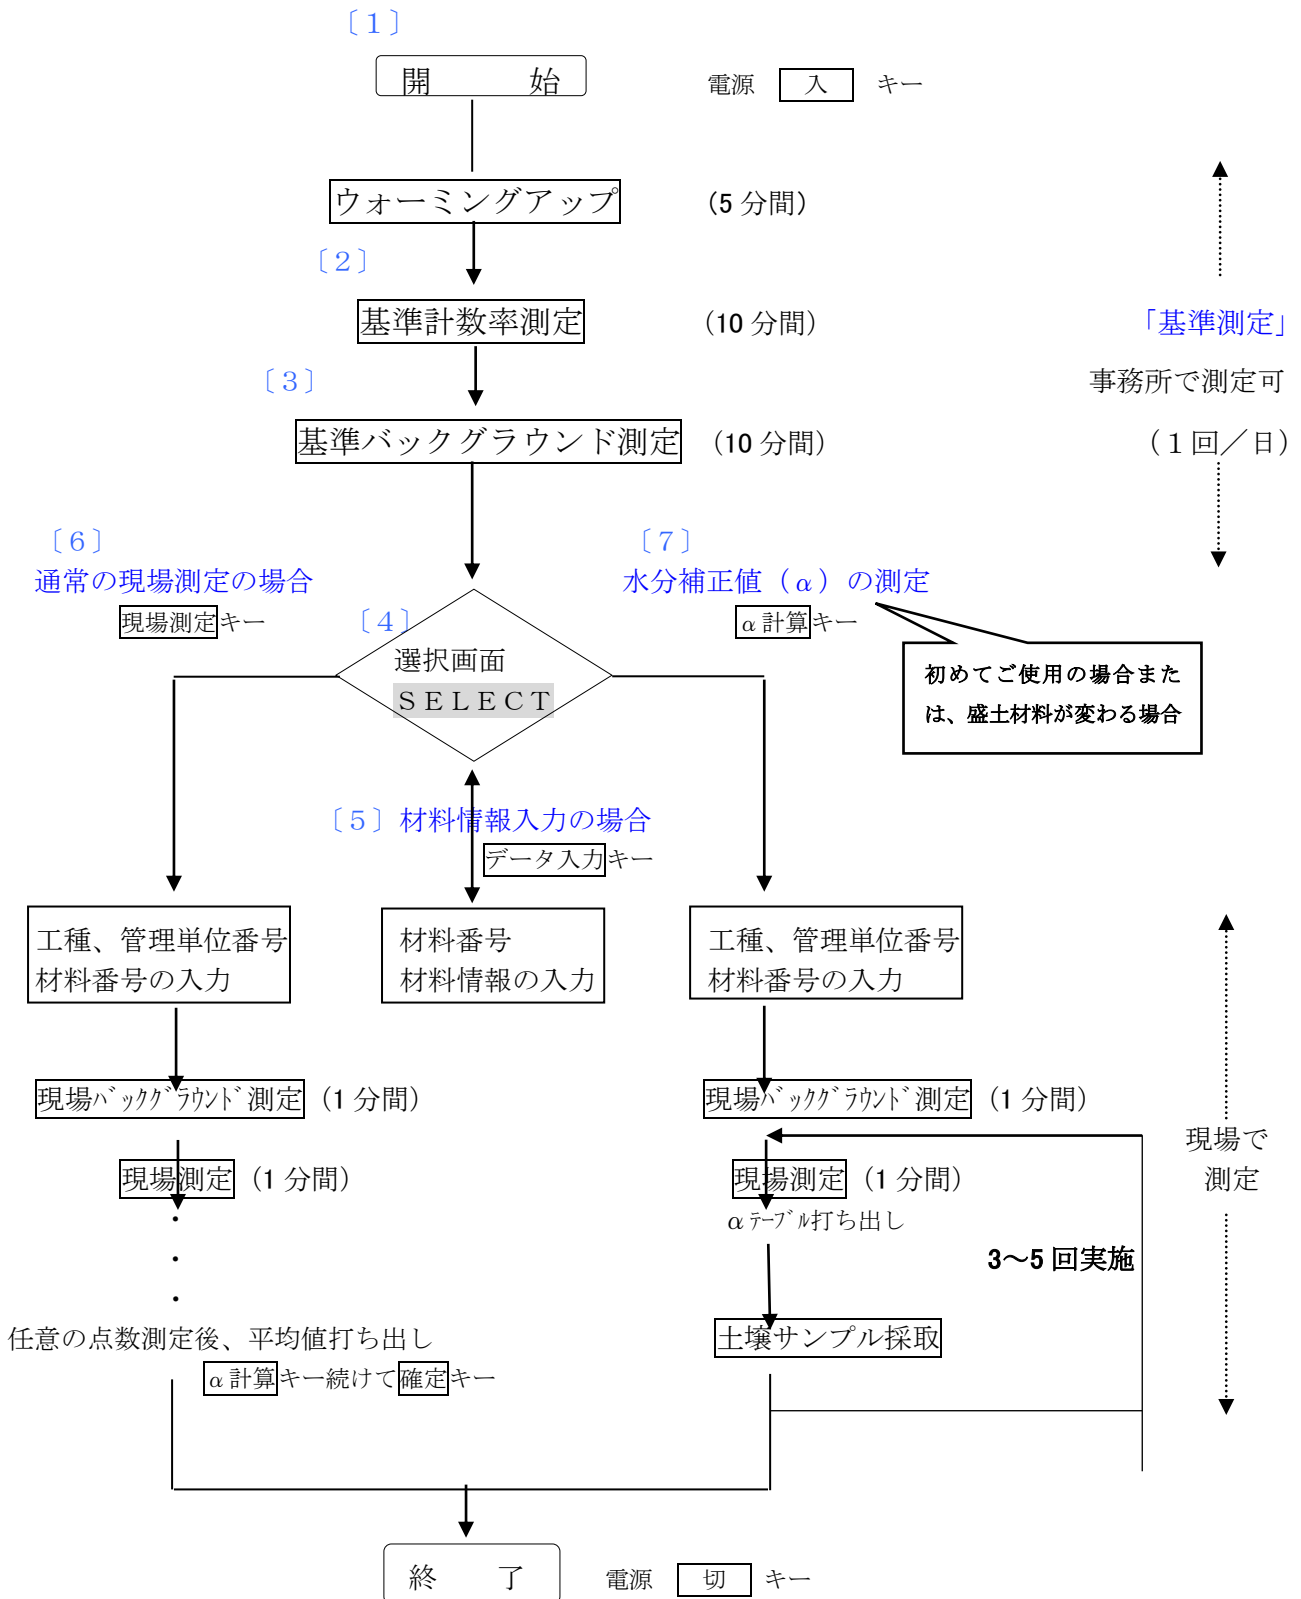 〔１〕
開　　始
電源 入 キー
ウォーミングアップ
(5 分間)
〔２〕
基準計数率測定
(10 分間)
「基準測定」
〔３〕
事務所で測定可
基準バックグラウンド測定
(10 分間)
(１回／日)
〔６〕
通常の現場測定の場合
現場測定キー
〔７〕
水分補正値（α）の測定
α計算キー
〔４〕
選択画面
ＳＥＬＥＣＴ
初めてご使用の場合また
は、盛土材料が変わる場合
〔５〕材料情報入力の場合
データ入力キー
工種、管理単位番号
材料番号の入力
材料番号
材料情報の入力
工種、管理単位番号
材料番号の入力
現場ﾊﾞｯｸｸﾞﾗｳﾝﾄﾞ測定 (1 分間)
現場ﾊﾞｯｸｸﾞﾗｳﾝﾄﾞ測定 (1 分間)
現場測定 (1 分間)
現場測定 (1 分間)
現場で
測定
αﾃｰﾌﾞﾙ打ち出し
・
・
・
3～5 回実施
任意の点数測定後、平均値打ち出し
α計算キー続けて確定キー
土壌サンプル採取
終　　了
電源 切 キー